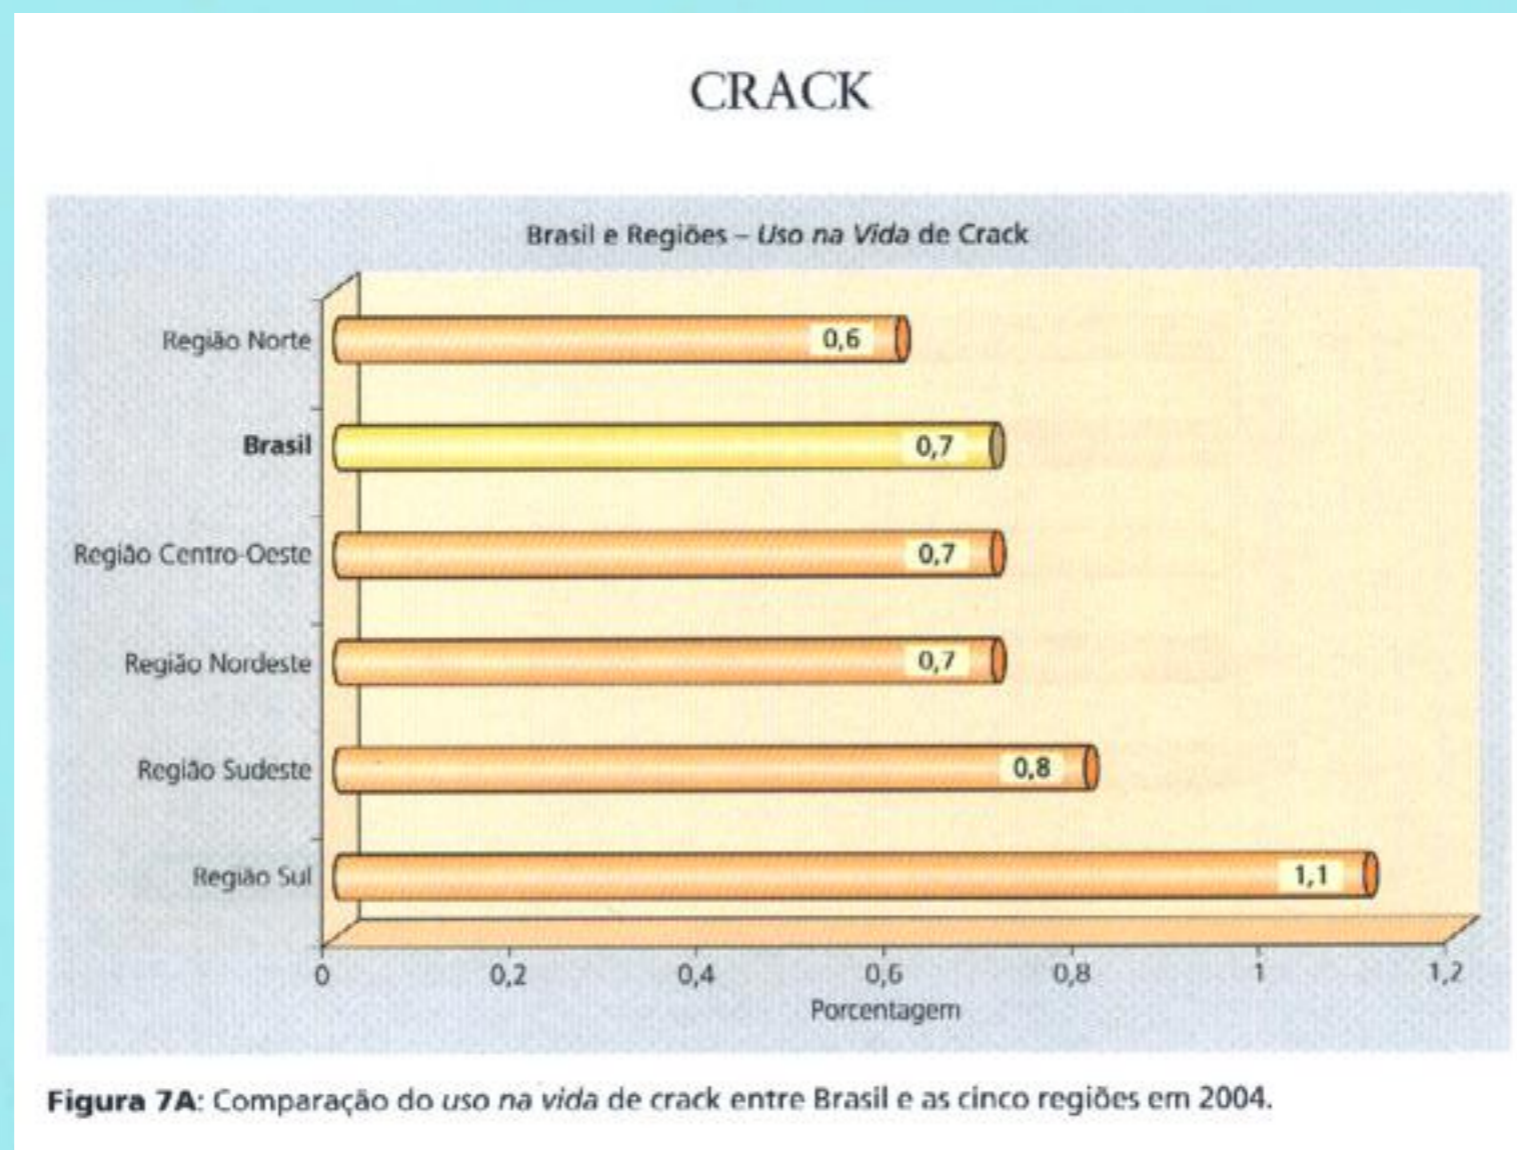 CRACK
Brasil e Regiões – Uso na Vida de Crack
Região Norte
0,6
Brasil
0,7
Região Centro-Oeste
0,7
Região Nordeste
0,7
Região Sudeste
0,8
Região Sul
1,1
0 0,2 0,4 0,6 0,8 1 1,2
Porcentagem
Figura 7A: Comparação do uso na vida de crack entre Brasil e as cinco regiões em 2004.